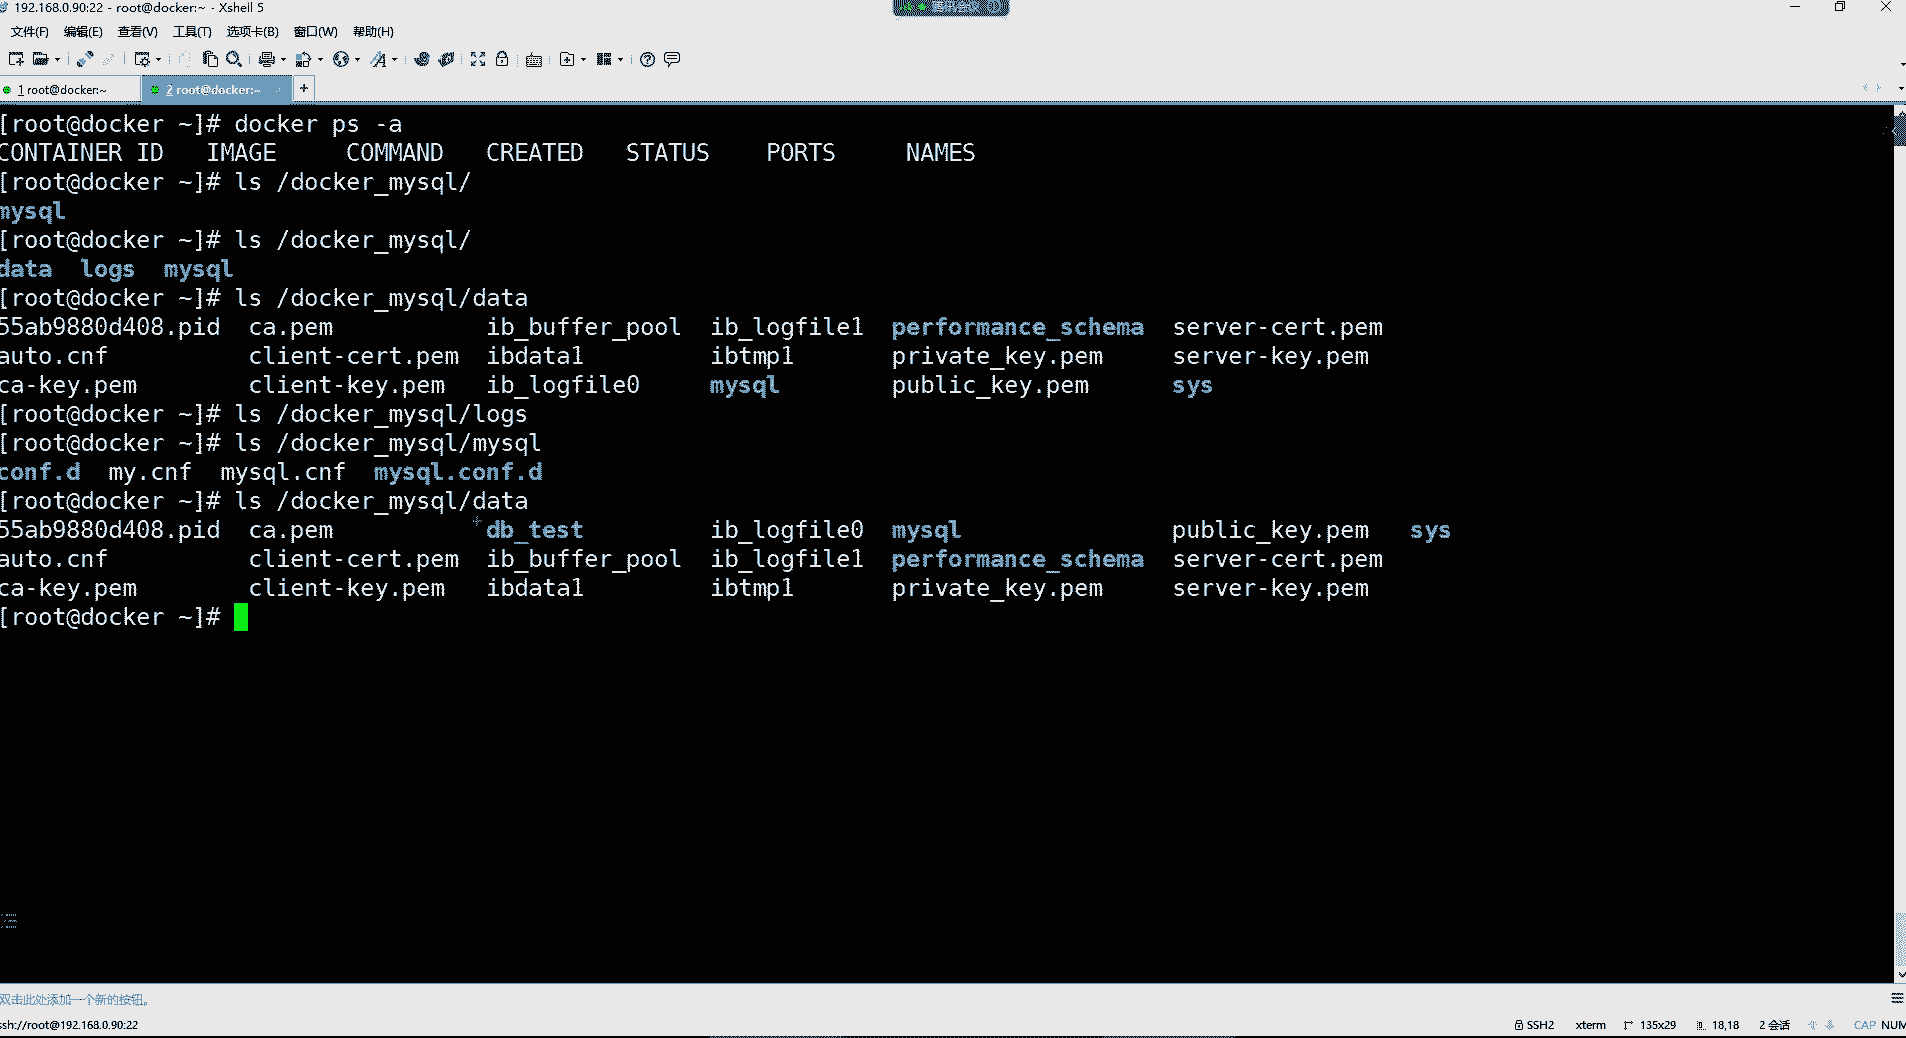 192.168.0.90:22 - root@docker:~ - Xshell 5
腾讯会议
文件(F) 编辑(E) 查看(V) 工具(T) 选项卡(B) 窗口(W) 帮助(H)
1 root@docker:~ 2 root@docker:~ +
[root@docker ~]# docker ps -a
CONTAINER ID IMAGE COMMAND CREATED STATUS PORTS NAMES
[root@docker ~]# ls /docker_mysql/
mysql
[root@docker ~]# ls /docker_mysql/
data logs mysql
[root@docker ~]# ls /docker_mysql/data
55ab9880d408.pid ca.pem ib_buffer_pool ib_logfile1 performance_schema server-cert.pem
auto.cnf client-cert.pem ibdata1 ibtmp1 private_key.pem server-key.pem
ca-key.pem client-key.pem ib_logfile0 mysql public_key.pem sys
[root@docker ~]# ls /docker_mysql/logs
[root@docker ~]# ls /docker_mysql/mysql
conf.d my.cnf mysql.cnf mysql.conf.d
[root@docker ~]# ls /docker_mysql/data
55ab9880d408.pid ca.pem db_test ib_logfile0 mysql public_key.pem sys
auto.cnf client-cert.pem ib_buffer_pool ib_logfile1 performance_schema server-cert.pem
ca-key.pem client-key.pem ibdata1 ibtmp1 private_key.pem server-key.pem
[root@docker ~]#
双击此处添加一个新的按钮。
ssh://root@192.168.0.90:22 SSH2 xterm 135x29 18,18 2 会话 CAP NUM